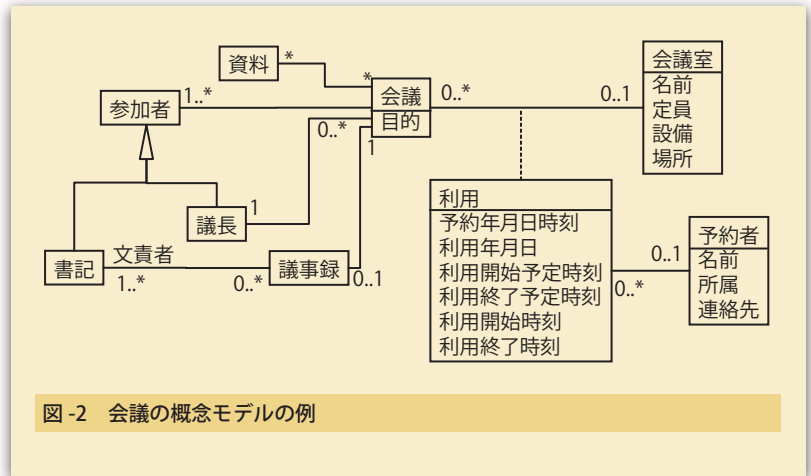 資料
*
*
参加者
1..*
会議
目的
0..*
0..1
会議室
名前
定員
設備
場所
0..*
1
議長
1
書記
文責者
1..*
0..*
議事録
0..1
利用
予約年月日時刻
利用年月日
利用開始予定時刻
利用終了予定時刻
利用開始時刻
利用終了時刻
0..1
0..*
予約者
名前
所属
連絡先
図-2 会議の概念モデルの例